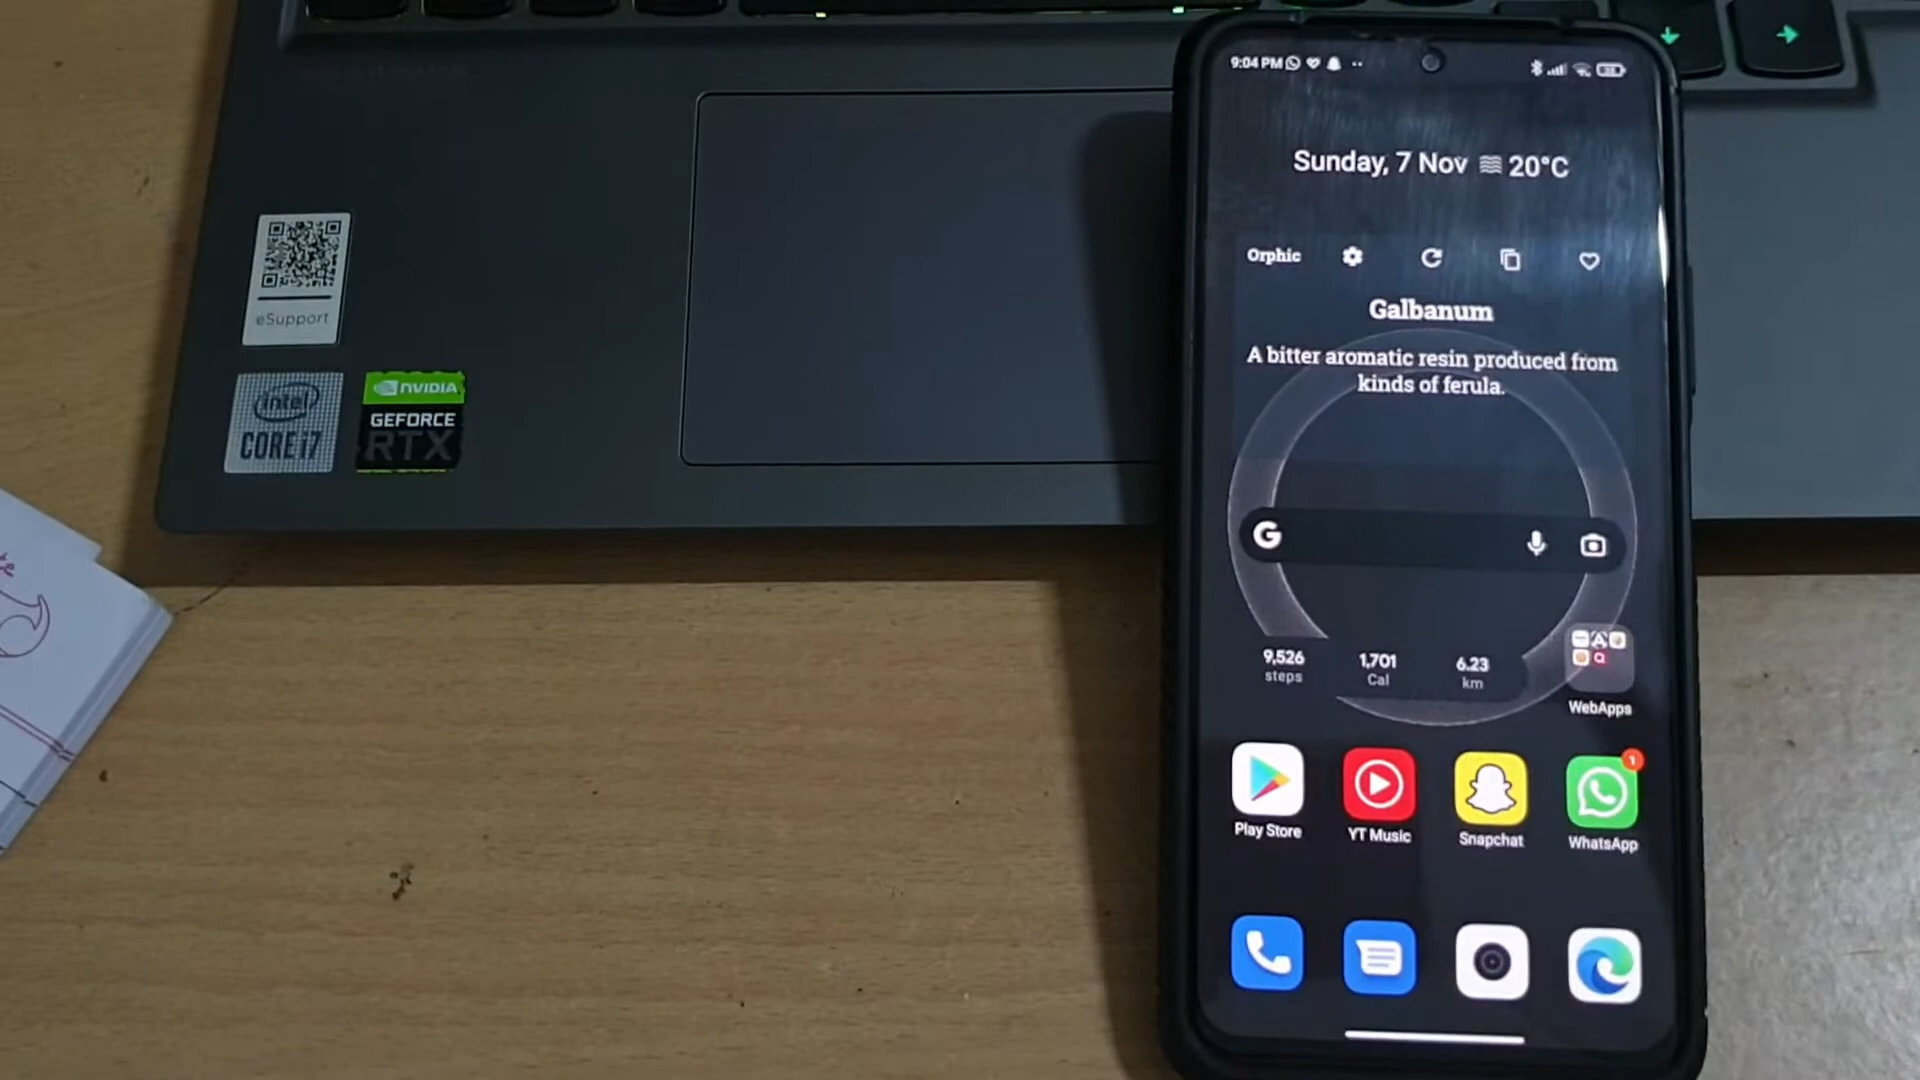 eSupport
intel
CORE i7
NVIDIA
GEFORCE
RTX
9:04 PM
Sunday, 7 Nov 20°C
Orphic
Galbanum
A bitter aromatic resin produced from
kinds of ferula.
G
9,526 1,701 6.23
steps Cal km
WebApps
1
Play Store YT Music Snapchat WhatsApp